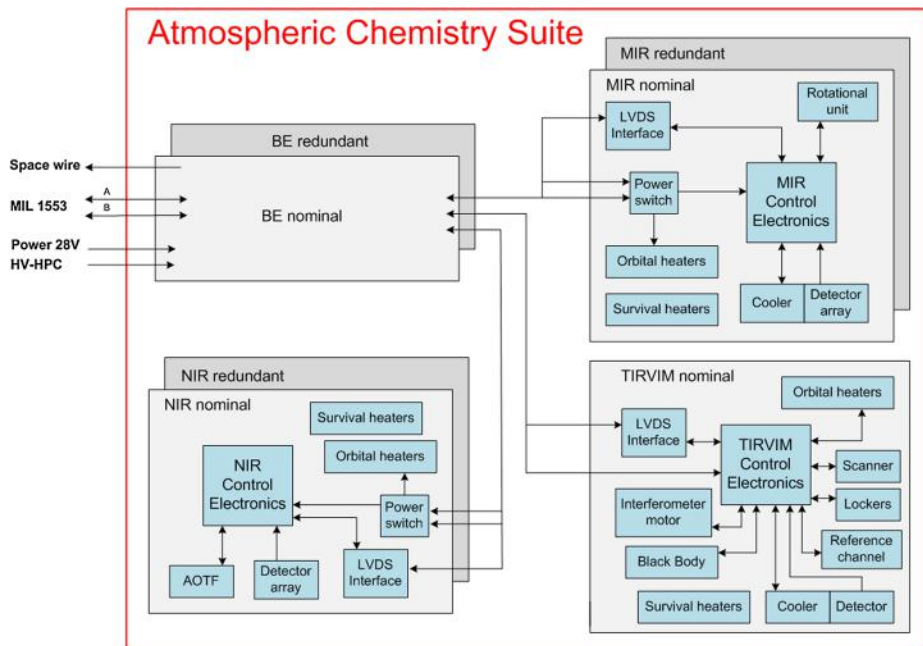 Atmospheric Chemistry Suite
MIR redundant
MIR nominal
LVDS
Interface
Rotational
unit
Power
switch
MIR
Control
Electronics
Orbital heaters
Survival heaters
Cooler
Detector
array
BE redundant
BE nominal
Space wire
A
MIL 1553
B
Power 28V
HV-HPC
NIR redundant
NIR nominal
Survival heaters
Orbital heaters
NIR
Control
Electronics
Power
switch
AOTF
Detector
array
LVDS
Interface
TIRVIM nominal
Orbital heaters
LVDS
Interface
TIRVIM
Control
Electronics
Scanner
Lockers
Interferometer
motor
Reference
channel
Black Body
Survival heaters
Cooler
Detector